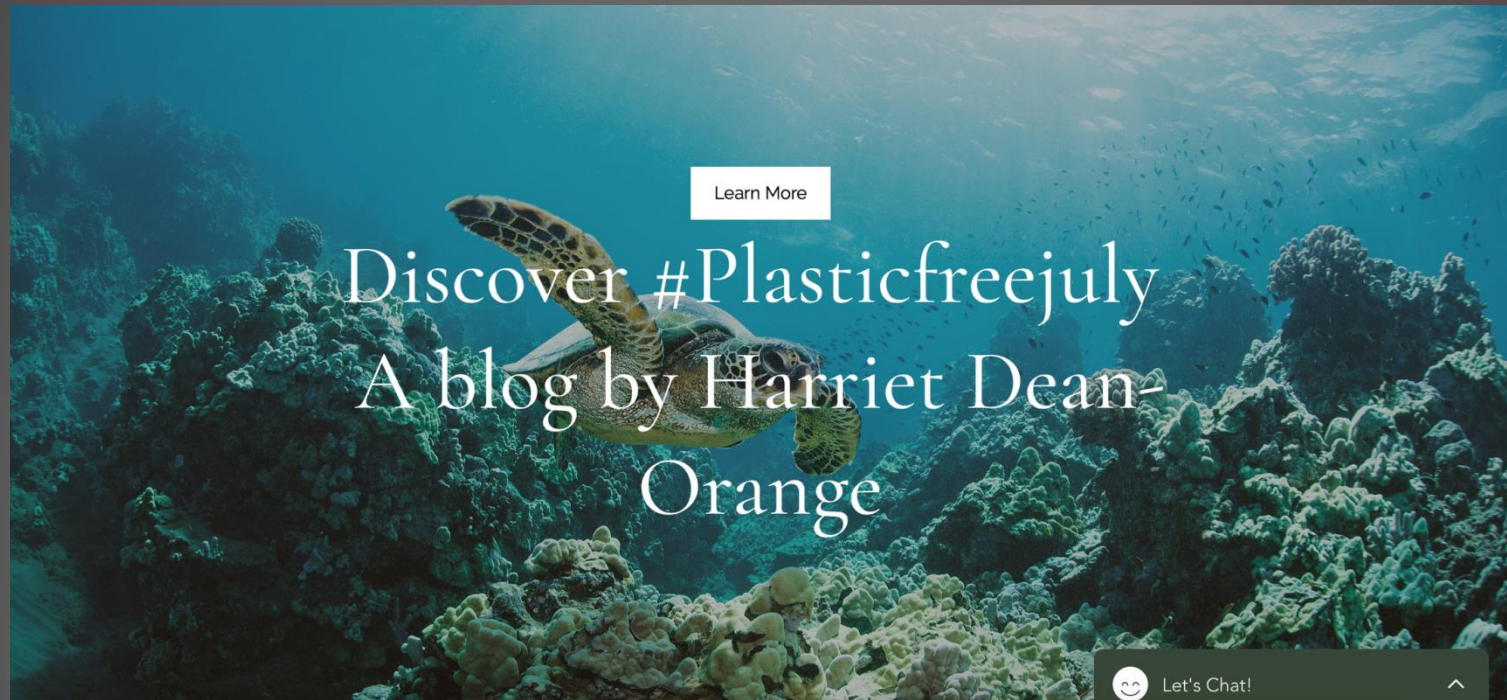 Learn More
Discover #Plasticfreejuly
A blog by Harriet Dean-
Orange
Let's Chat!